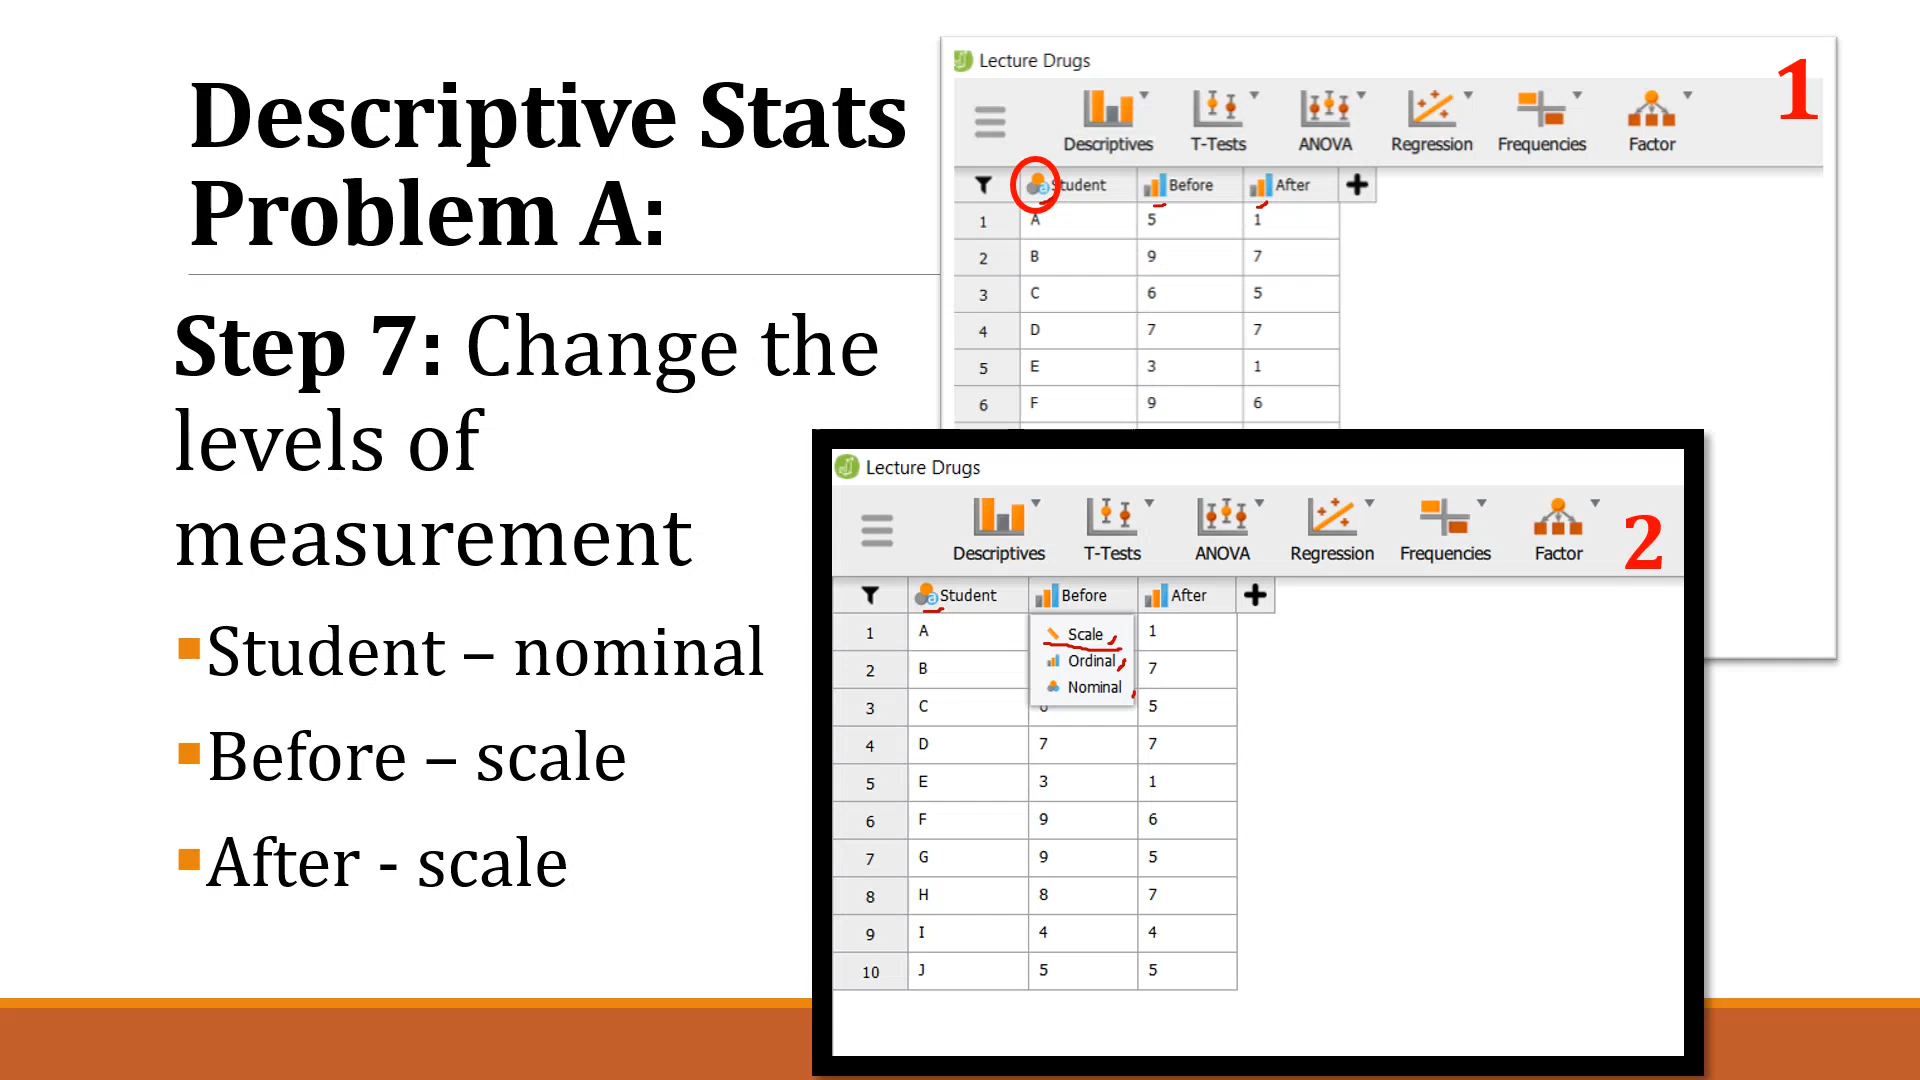 Descriptive Stats
Problem A:
Step 7: Change the
levels of
measurement
▪Student – nominal
▪Before – scale
▪After - scale
1
Lecture Drugs
Descriptives T-Tests ANOVA Regression Frequencies Factor
Student Before After
1 A 5 1
2 B 9 7
3 C 6 5
4 D 7 7
5 E 3 1
6 F 9 6
2
Lecture Drugs
Descriptives T-Tests ANOVA Regression Frequencies Factor
Student Before After
Scale
Ordinal
Nominal
1 A 1
2 B 7
3 C 5
4 D 7 7
5 E 3 1
6 F 9 6
7 G 9 5
8 H 8 7
9 I 4 4
10 J 5 5